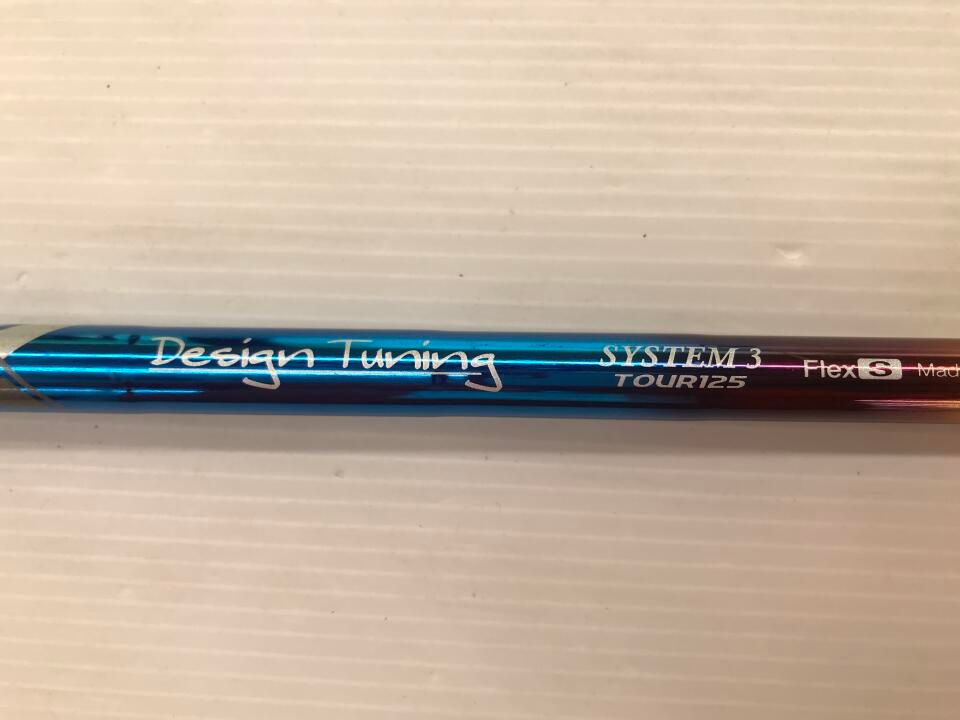 Design Tuning
SYSTEM 3
TOUR125
Flex S